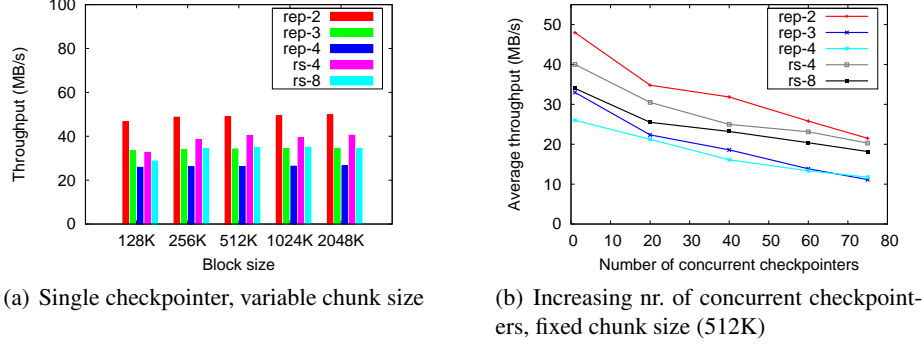 100
80
60
40
20
0
128K 256K 512K 1024K 2048K
Throughput (MB/s)
Block size
rep-2
rep-3
rep-4
rs-4
rs-8
(a) Single checkpointer, variable chunk size
50
40
30
20
10
0
0 10 20 30 40 50 60 70 80
Average throughput (MB/s)
Number of concurrent checkpointers
rep-2
rep-3
rep-4
rs-4
rs-8
(b) Increasing nr. of concurrent checkpoint-
ers, fixed chunk size (512K)